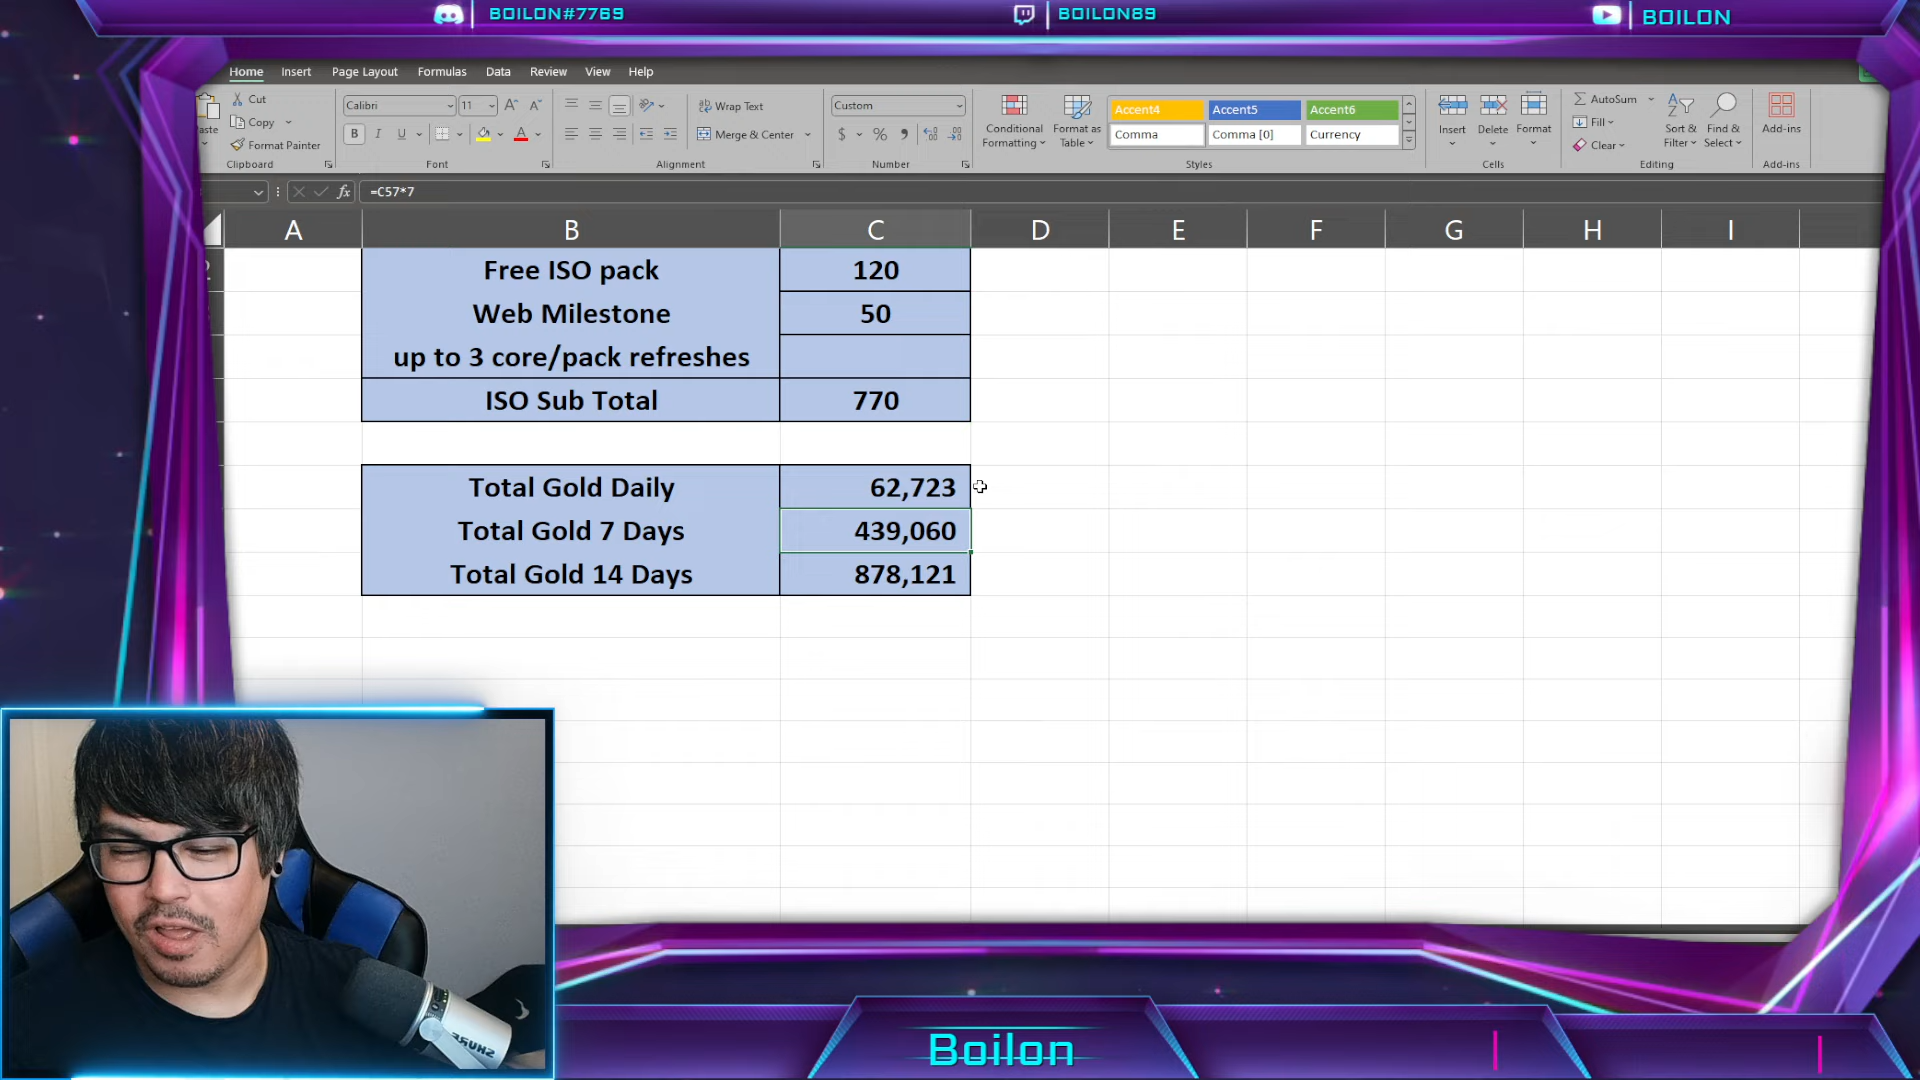 BOILON#7769
BOILON89
BOILON
Home Insert Page Layout Formulas Data Review View Help
Cut
Copy
Format Painter
Clipboard
Calibri 11
Font
Wrap Text
Merge & Center
Alignment
Custom
Number
Conditional Formatting
Format as Table
Accent4 Accent5 Accent6
Comma Comma [0] Currency
Styles
Insert Delete Format
Cells
AutoSum
Fill
Clear
Sort & Filter
Find & Select
Editing
Add-ins
Add-ins
fx =C57*7
A B C D E F G H I
Free ISO pack 120
Web Milestone 50
up to 3 core/pack refreshes
ISO Sub Total 770
Total Gold Daily 62,723
Total Gold 7 Days 439,060
Total Gold 14 Days 878,121
SHURE
Boilon